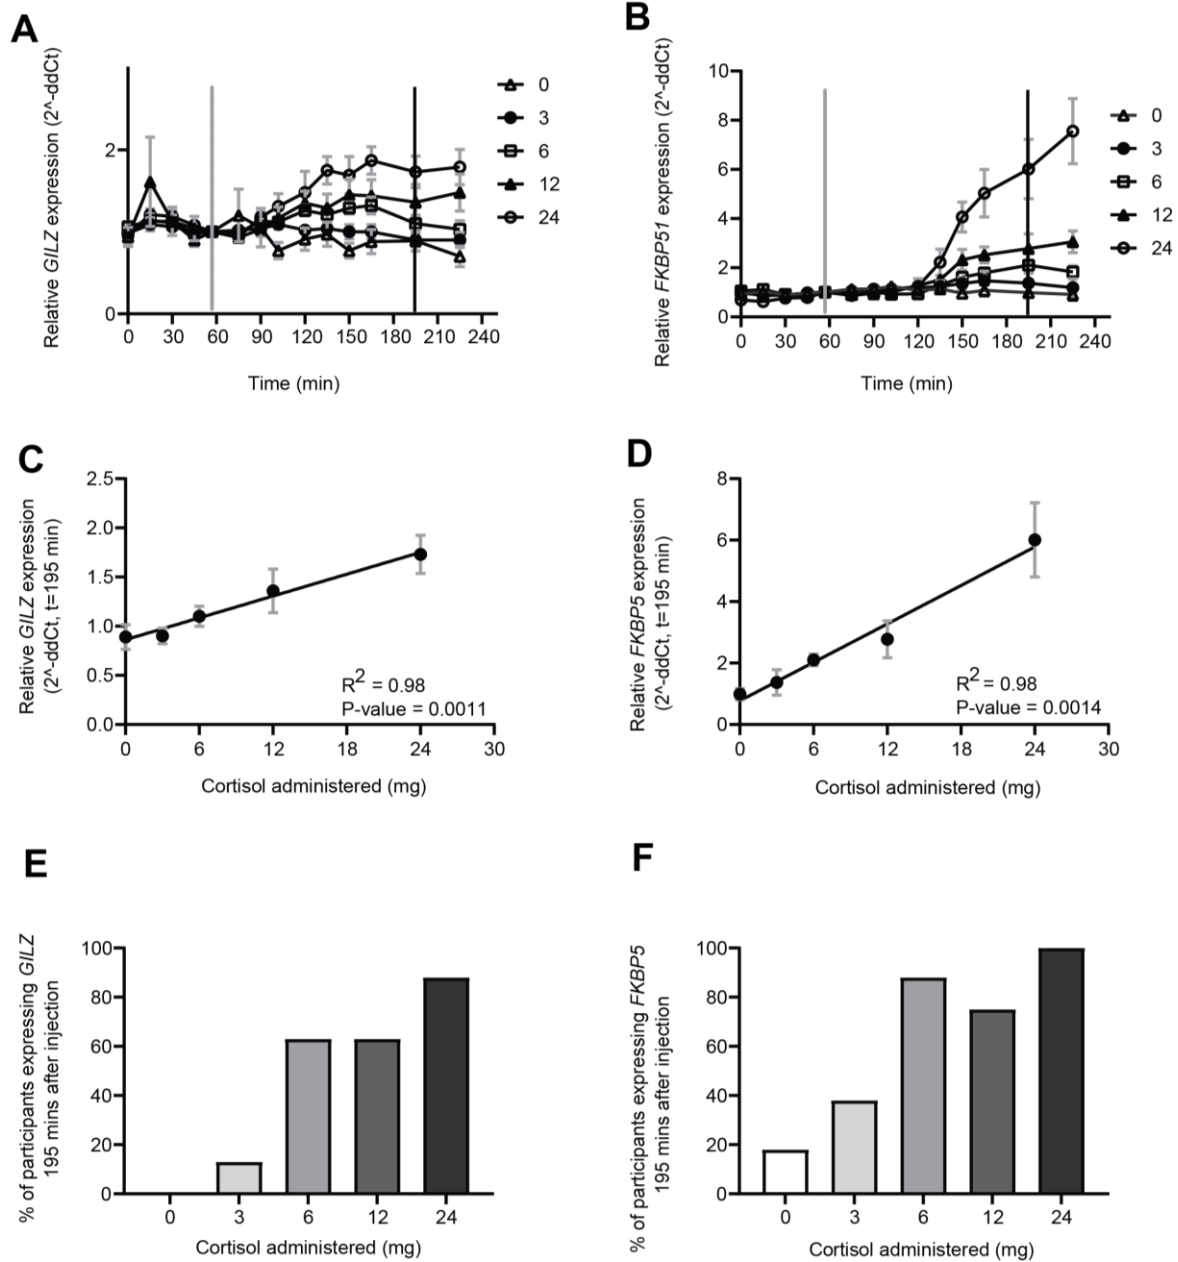 A
Relative GILZ expression (2^-ddCt)
2
0
0 30 60 90 120 150 180 210 240
Time (min)
0
3
6
12
24
B
Relative FKBP51 expression (2^-ddCt)
10
8
6
4
2
0
0 30 60 90 120 150 180 210 240
Time (min)
0
3
6
12
24
C
Relative GILZ expression
(2^-ddCt, t=195 min)
2.5
2.0
1.5
1.0
0.5
0.0
R2 = 0.98
P-value = 0.0011
0 6 12 18 24 30
Cortisol administered (mg)
D
Relative FKBP5 expression
(2^-ddCt, t=195 min)
8
6
4
2
0
R2 = 0.98
P-value = 0.0014
0 6 12 18 24 30
Cortisol administered (mg)
E
% of participants expressing GILZ
195 mins after injection
100
80
60
40
20
0
0 3 6 12 24
Cortisol administered (mg)
F
% of participants expressing FKBP5
195 mins after injection
100
80
60
40
20
0
0 3 6 12 24
Cortisol administered (mg)